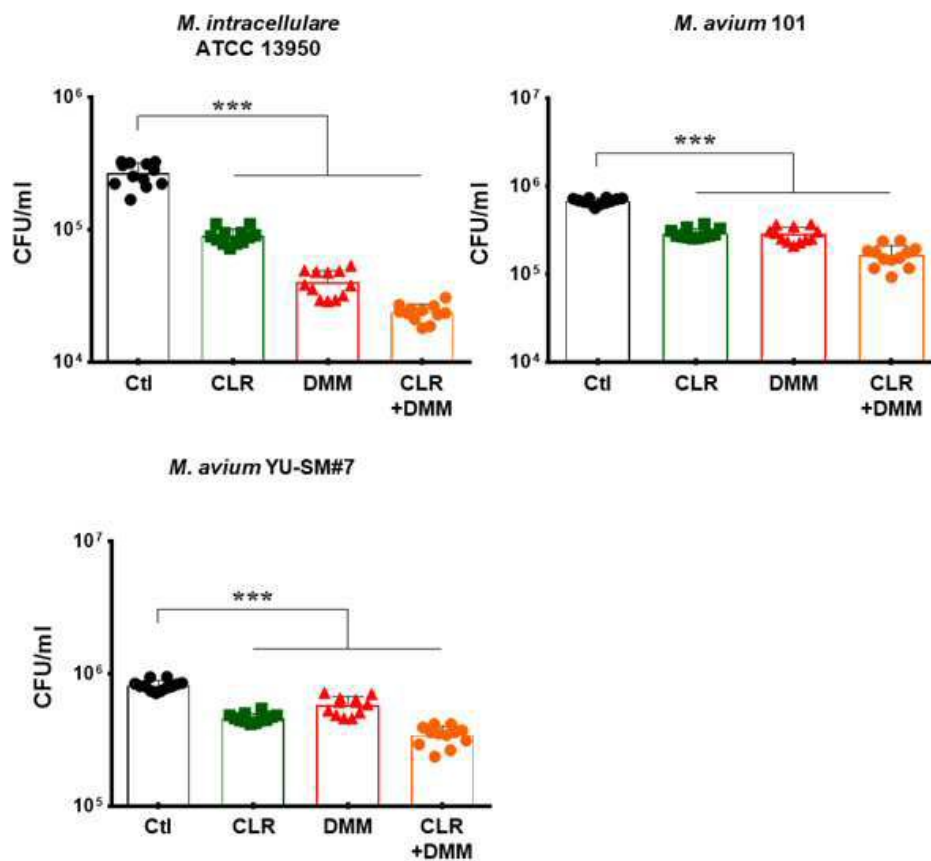 M. intracellulare
ATCC 13950
10⁶
10⁵
10⁴
CFU/ml
***
Ctl
CLR
DMM
CLR
+DMM
M. avium 101
10⁷
10⁶
10⁵
10⁴
CFU/ml
***
Ctl
CLR
DMM
CLR
+DMM
M. avium YU-SM#7
10⁷
10⁶
10⁵
CFU/ml
***
Ctl
CLR
DMM
CLR
+DMM